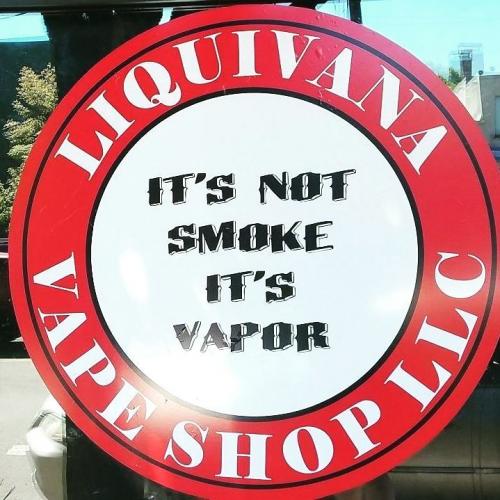 LIQUIVANA
IT'S NOT
SMOKE
IT'S
VAPOR
VAPE SHOP LLC